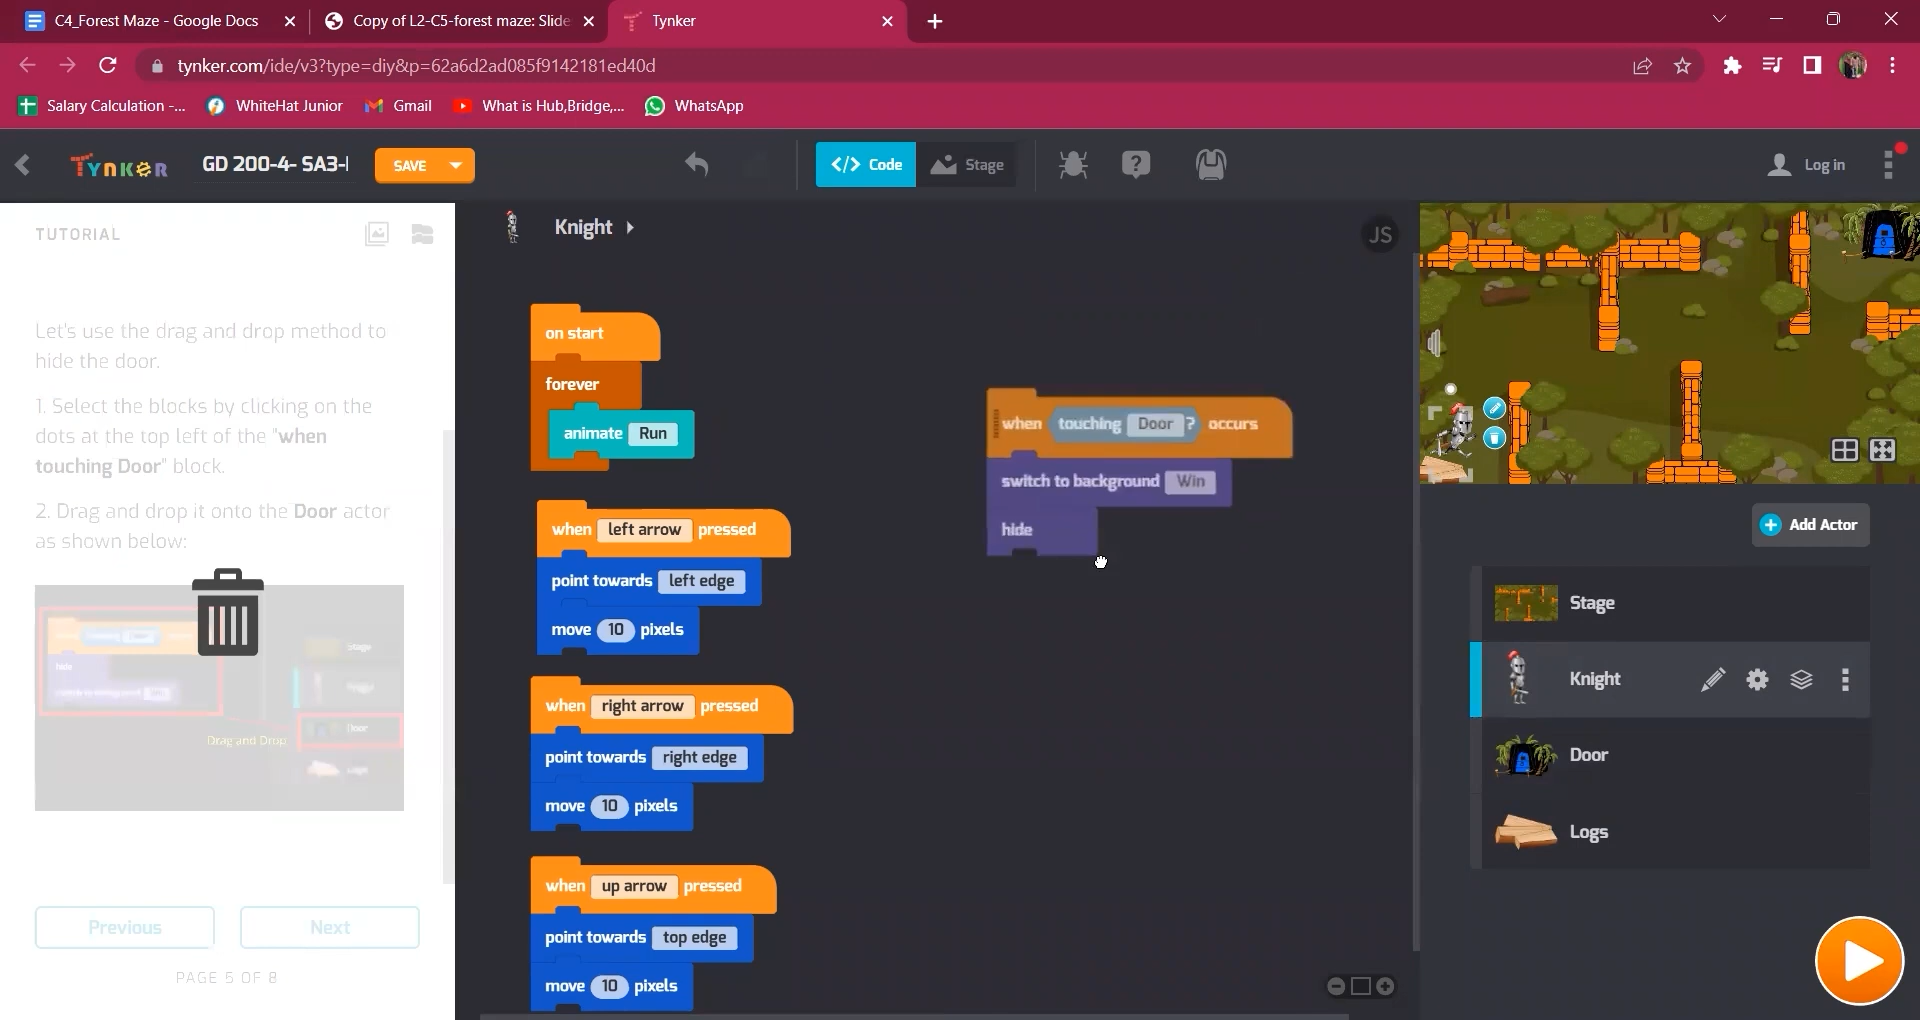 C4_Forest Maze - Google Docs
Copy of L2-C5-forest maze: Slide
Tynker
tynker.com/ide/v3?type=diy&p=62a6d2ad085f9142181ed40d
Salary Calculation -...
WhiteHat Junior
Gmail
What is Hub,Bridge,...
WhatsApp
TYNKER
GD 200-4- SA3-I
SAVE
</> Code
Stage
Log in
TUTORIAL
Let's use the drag and drop method to
hide the door.
1. Select the blocks by clicking on the
dots at the top left of the "when
touching Door" block.
2. Drag and drop it onto the Door actor
as shown below:
hide
Stage
Door
Drag and Drop
Previous
Next
PAGE 5 OF 8
Knight
JS
on start
forever
animate Run
when left arrow pressed
point towards left edge
move 10 pixels
when right arrow pressed
point towards right edge
move 10 pixels
when up arrow pressed
point towards top edge
move 10 pixels
when touching Door ? occurs
switch to background Win
hide
Add Actor
Stage
Knight
Door
Logs